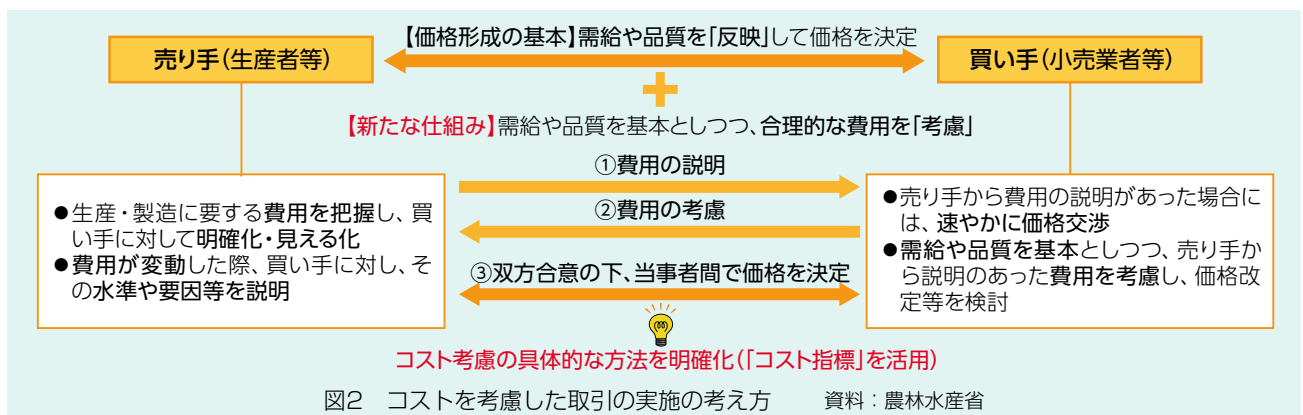 【価格形成の基本】需給や品質を「反映」して価格を決定
売り手(生産者等)
買い手(小売業者等)
【新たな仕組み】需給や品質を基本としつつ、合理的な費用を「考慮」
①費用の説明
②費用の考慮
③双方合意の下、当事者間で価格を決定
●生産・製造に要する費用を把握し、買
い手に対して明確化・見える化
●費用が変動した際、買い手に対し、そ
の水準や要因等を説明
●売り手から費用の説明があった場合に
は、速やかに価格交渉
●需給や品質を基本としつつ、売り手か
ら説明のあった費用を考慮し、価格改
定等を検討
コスト考慮の具体的な方法を明確化(「コスト指標」を活用)
図2 コストを考慮した取引の実施の考え方 資料:農林水産省